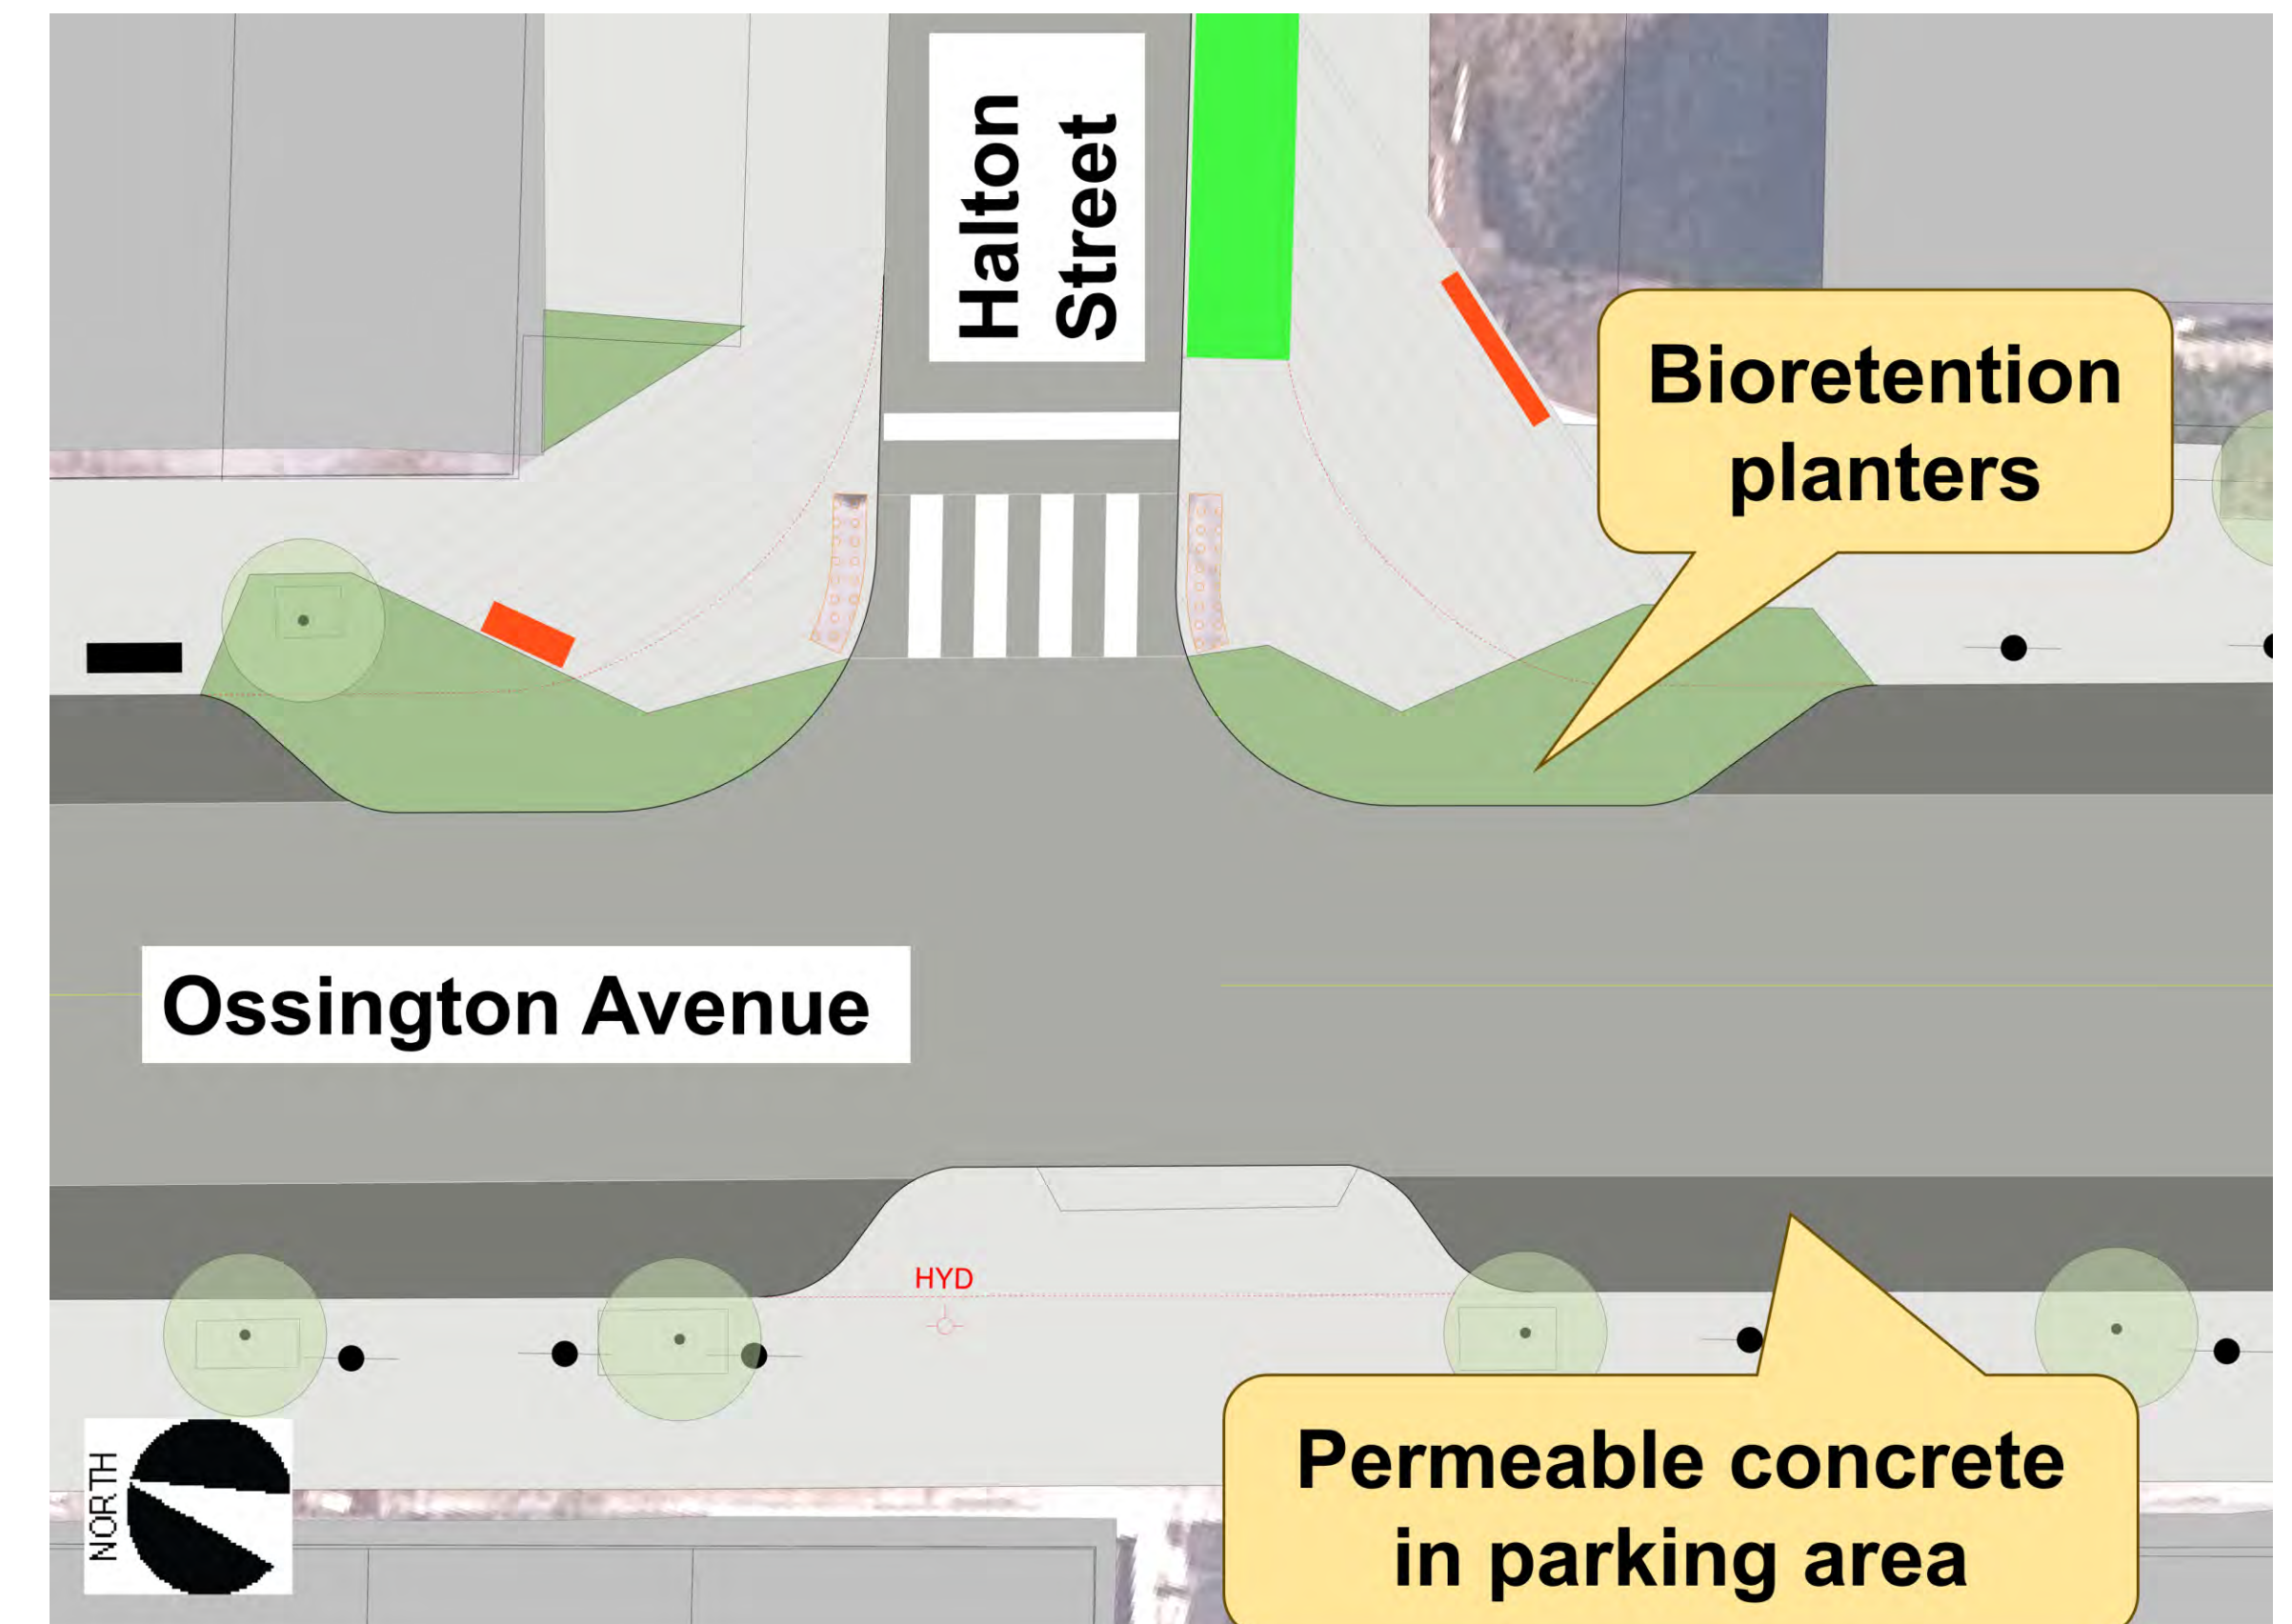 Halton
Street
Bioretention
planters
Ossington Avenue
HYD
NORTH
Permeable concrete
in parking area